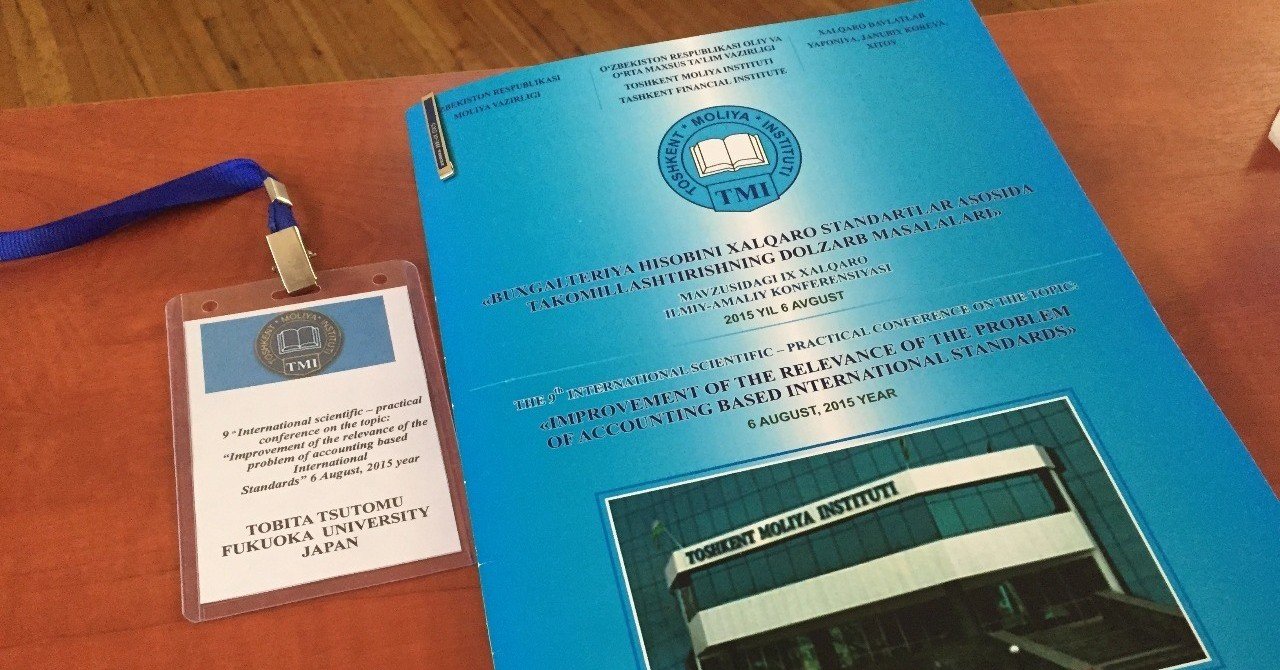 9 th International scientific – practical
conference on the topic:
"Improvement of the relevance of the
problem of accounting based
International
Standards" 6 August, 2015 year
TOBITA TSUTOMU
FUKUOKA UNIVERSITY
JAPAN
TOSHKENT * MOLIYA * INSTITUTI
TMI
O'ZBEKISTON RESPUBLIKASI
MOLIYA VAZIRLIGI
O'ZBEKISTON RESPUBLIKASI OLIY VA
O'RTA MAXSUS TA'LIM VAZIRLIGI
TOSHKENT MOLIYA INSTITUTI
TASHKENT FINANCIAL INSTITUTE
XALQARO DAVLATLAR
YAPONIYA, JANUBIY KOREYA,
XITOY
TOSHKENT * MOLIYA * INSTITUTI
TMI
«BUXGALTERIYA HISOBINI XALQARO STANDARTLAR ASOSIDA
TAKOMILLASHTIRISHNING DOLZARB MASALALARI»
MAVZUSIDAGI IX XALQARO
ILMIY-AMALIY KONFERENSIYASI
2015 YIL 6 AVGUST
THE 9th INTERNATIONAL SCIENTIFIC – PRACTICAL CONFERENCE ON THE TOPIC:
«IMPROVEMENT OF THE RELEVANCE OF THE PROBLEM
OF ACCOUNTING BASED INTERNATIONAL STANDARDS»
6 AUGUST, 2015 YEAR
TOSHKENT MOLIYA INSTITUTI